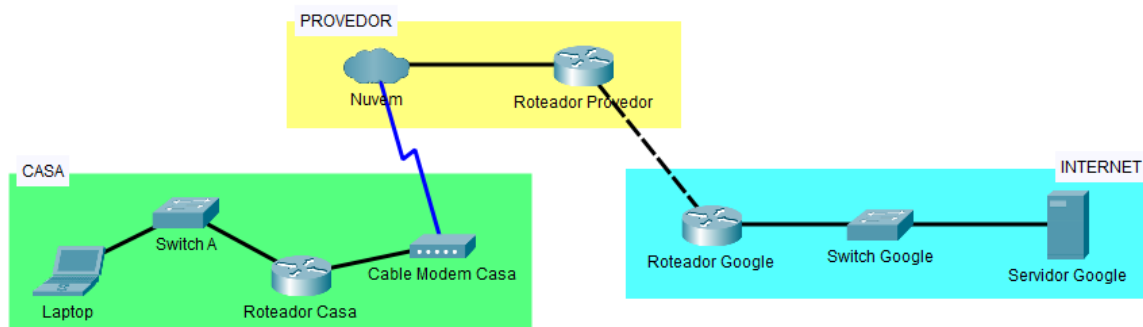 PROVEDOR
Nuvem
Roteador Provedor
CASA
Switch A
Laptop
Roteador Casa
Cable Modem Casa
INTERNET
Roteador Google
Switch Google
Servidor Google